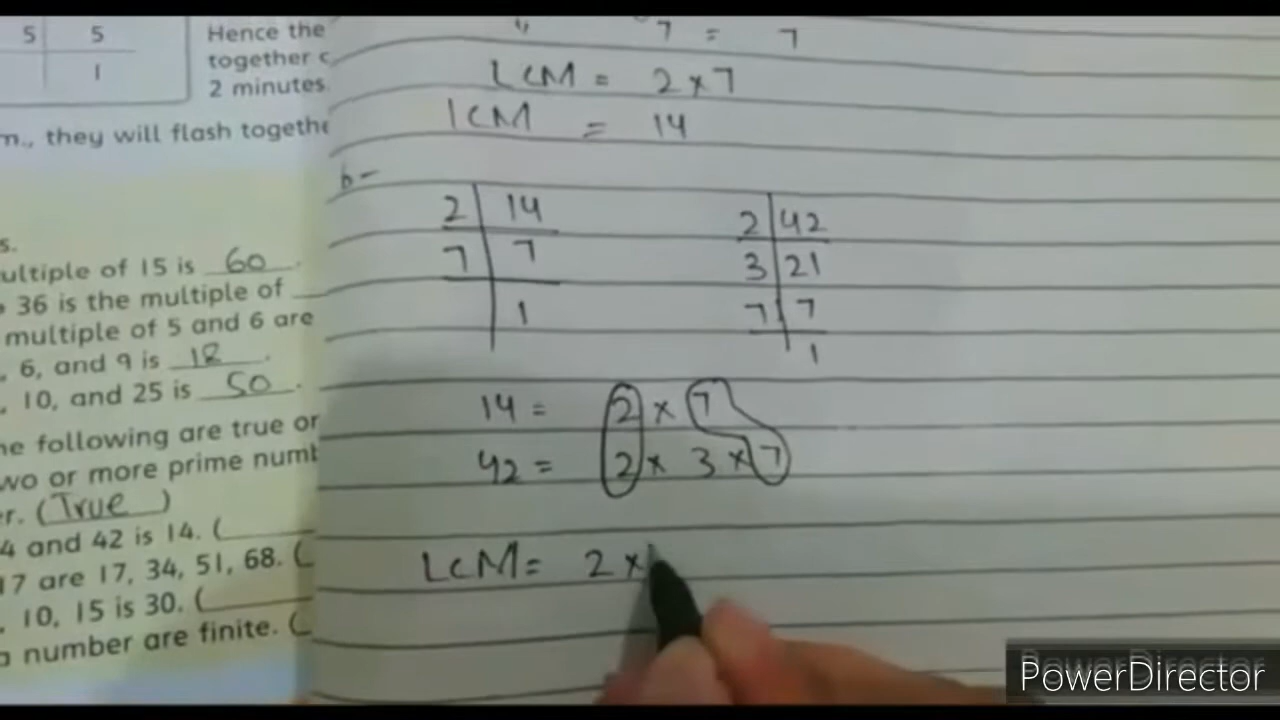 5 5
1
Hence the
together
2 minutes.
m., they will flash togethe
s.
ultiple of 15 is 60.
36 is the multiple of
multiple of 5 and 6 are
, 6, and 9 is 18.
, 10, and 25 is 50.
he following are true or
wo or more prime numb
er. (True)
4 and 42 is 14. (
17 are 17, 34, 51, 68. (
, 10, 15 is 30. (
a number are finite. (
" 7 = 7
LCM = 2 × 7
LCM = 14
b-
2 14
7 7
1
2 42
3 21
7 7
1
14 = 2 × 7
42 = 2 × 3 × 7
LCM = 2 ×
PowerDirector